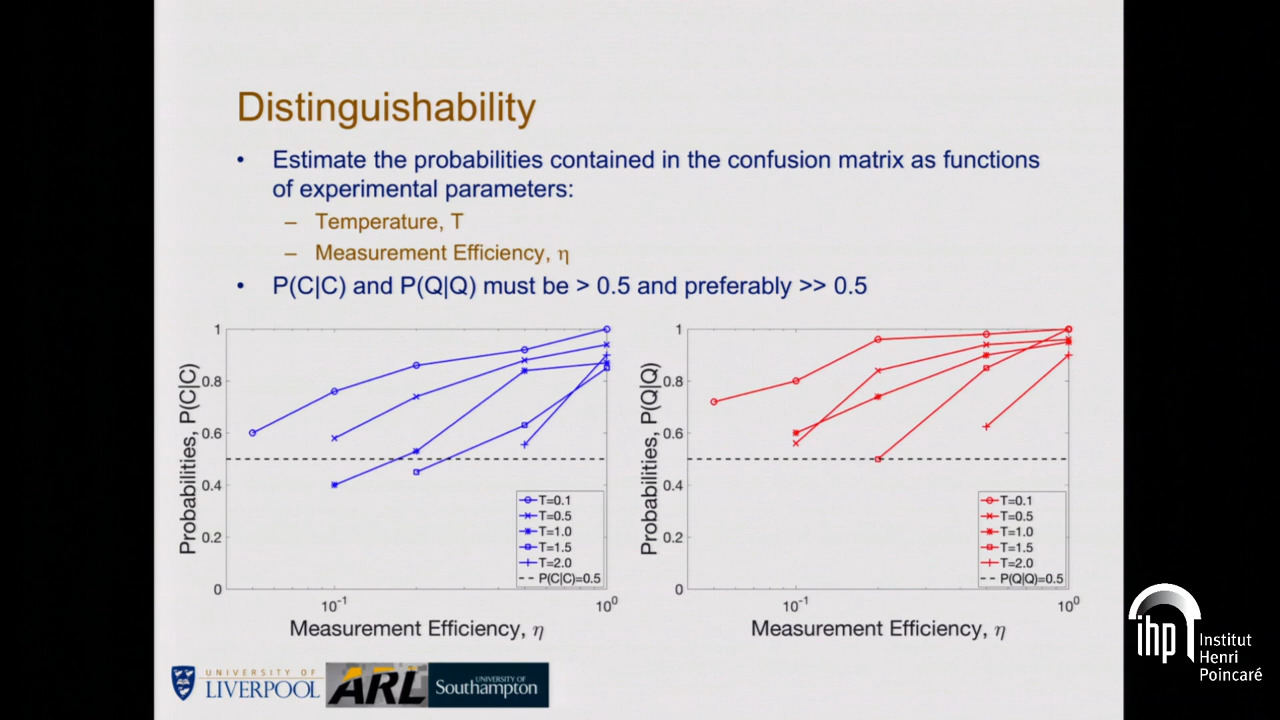 Distinguishability
• Estimate the probabilities contained in the confusion matrix as functions
of experimental parameters:
– Temperature, T
– Measurement Efficiency, η
• P(C|C) and P(Q|Q) must be > 0.5 and preferably >> 0.5
Probabilities, P(C|C)
1
0.8
0.6
0.4
0.2
0
10⁻¹
10⁰
Measurement Efficiency, η
T=0.1
T=0.5
T=1.0
T=1.5
T=2.0
P(C|C)=0.5
Probabilities, P(Q|Q)
1
0.8
0.6
0.4
0.2
0
10⁻¹
10⁰
Measurement Efficiency, η
T=0.1
T=0.5
T=1.0
T=1.5
T=2.0
P(Q|Q)=0.5
UNIVERSITY OF
LIVERPOOL
ARL
UNIVERSITY OF
Southampton
ihp
Institut
Henri
Poincaré